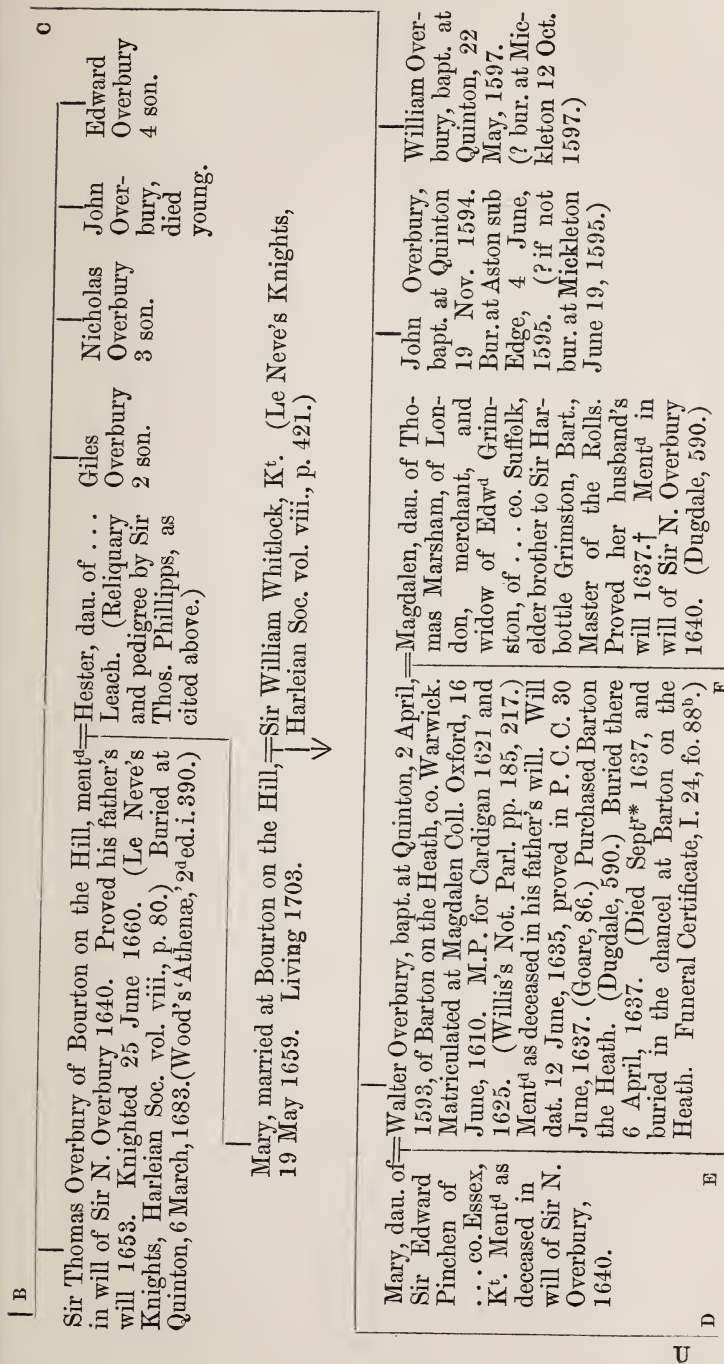 B
C
Sir Thomas Overbury of Bourton on the Hill, mentᵈ
in will of Sir N. Overbury 1640. Proved his father's
will 1653. Knighted 25 June 1660. (Le Neve's
Knights, Harleian Soc. vol. viii., p. 80.) Buried at
Quinton, 6 March, 1683. (Wood's 'Athenæ,' 2ᵈ ed. i. 390.)
=Hester, dau. of ...
Leach. (Reliquary
and pedigree by Sir
Thos. Phillipps, as
cited above.)
Giles
Overbury
2 son.
Nicholas
Overbury
3 son.
John
Over-
bury,
died
young.
Edward
Overbury
4 son.
Mary, married at Bourton on the Hill,
19 May 1659. Living 1703.
=Sir William Whitlock, Kᵗ. (Le Neve's Knights,
Harleian Soc. vol. viii., p. 421.)
Mary, dau. of
Sir Edward
Pinchen of
... co. Essex,
Kᵗ. Mentᵈ as
deceased in
will of Sir N.
Overbury,
1640.
=Walter Overbury, bapt. at Quinton, 2 April,
1593, of Barton on the Heath, co. Warwick.
Matriculated at Magdalen Coll. Oxford, 16
June, 1610. M.P. for Cardigan 1621 and
1625. (Willis's Not. Parl. pp. 185, 217.)
Mentᵈ as deceased in his father's will. Will
dat. 12 June, 1635, proved in P. C. C. 30
June, 1637. (Goare, 86.) Purchased Barton
the Heath. (Dugdale, 590.) Buried there
6 April, 1637. (Died Septʳ* 1637, and
buried in the chancel at Barton on the
Heath. Funeral Certificate, I. 24, fo. 88ᵇ.)
=Magdalen, dau. of Tho-
mas Marsham, of Lon-
don, merchant, and
widow of Edwᵈ Grim-
ston, of ... co. Suffolk,
elder brother to Sir Har-
bottle Grimston, Bart.,
Master of the Rolls.
Proved her husband's
will 1637.† Mentᵈ in
will of Sir N. Overbury
1640. (Dugdale, 590.)
John Overbury,
bapt. at Quinton
19 Nov. 1594.
Bur. at Aston sub
Edge, 4 June,
1595. (? if not
bur. at Mickleton
June 19, 1595.)
William Over-
bury, bapt. at
Quinton, 22
May, 1597.
(? bur. at Mic-
kleton 12 Oct.
1597.)
D
E
F
U